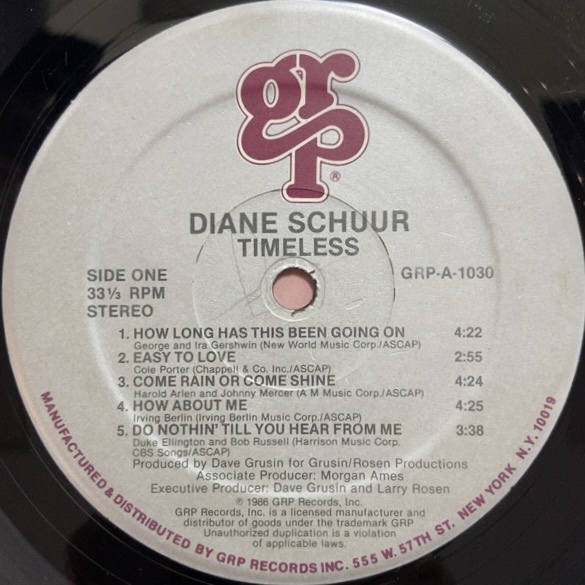 grp®
DIANE SCHUUR
TIMELESS
SIDE ONE
33⅓ RPM
STEREO
GRP-A-1030
1. HOW LONG HAS THIS BEEN GOING ON 4:22
George and Ira Gershwin (New World Music Corp./ASCAP)
2. EASY TO LOVE 2:55
Cole Porter (Chappell & Co. Inc./ASCAP)
3. COME RAIN OR COME SHINE 4:24
Harold Arlen and Johnny Mercer (A M Music Corp./ASCAP)
4. HOW ABOUT ME 4:25
Irving Berlin (Irving Berlin Music Corp./ASCAP)
5. DO NOTHIN' TILL YOU HEAR FROM ME 3:38
Duke Ellington and Bob Russell (Harrison Music Corp.
CBS Songs/ASCAP)
Produced by Dave Grusin for Grusin/Rosen Productions
Associate Producer: Morgan Ames
Executive Producer: Dave Grusin and Larry Rosen
℗ 1986 GRP Records, Inc.
GRP Records, Inc. is a licensed manufacturer and
distributor of goods under the trademark GRP
Unauthorized duplication is a violation
of applicable laws.
MANUFACTURED & DISTRIBUTED BY GRP RECORDS INC. 555 W. 57TH ST. NEW YORK N.Y. 10019